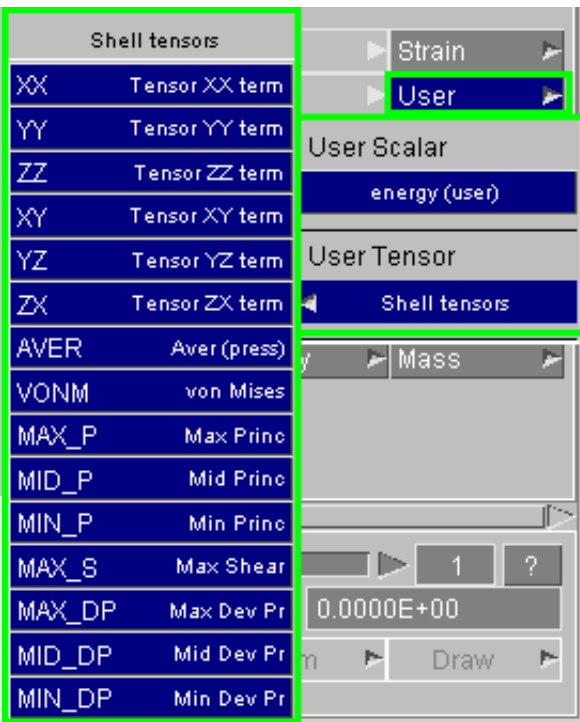 Shell tensors
XX Tensor XX term
YY Tensor YY term
ZZ Tensor ZZ term
XY Tensor XY term
YZ Tensor YZ term
ZX Tensor ZX term
AVER Aver (press)
VONM von Mises
MAX_P Max Princ
MID_P Mid Princ
MIN_P Min Princ
MAX_S Max Shear
MAX_DP Max Dev Pr
MID_DP Mid Dev Pr
MIN_DP Min Dev Pr
Strain
User
User Scalar
energy (user)
User Tensor
Shell tensors
y Mass
1 ?
0.0000E+00
m Draw